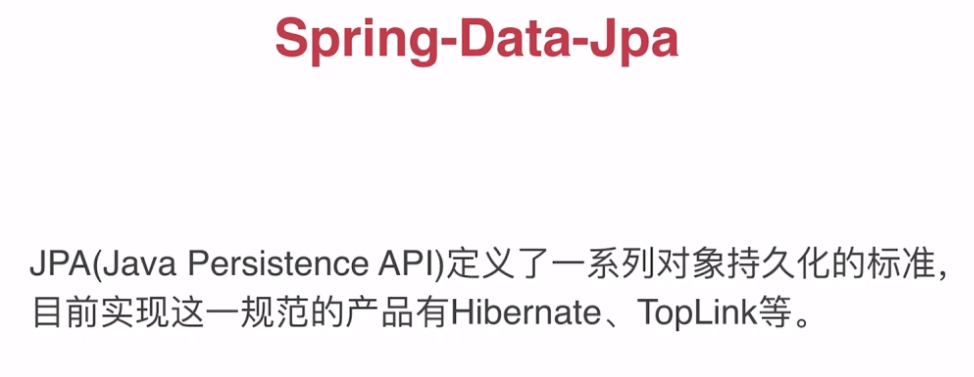 Spring-Data-Jpa
JPA(Java Persistence API)定义了一系列对象持久化的标准，
目前实现这一规范的产品有Hibernate、TopLink等。